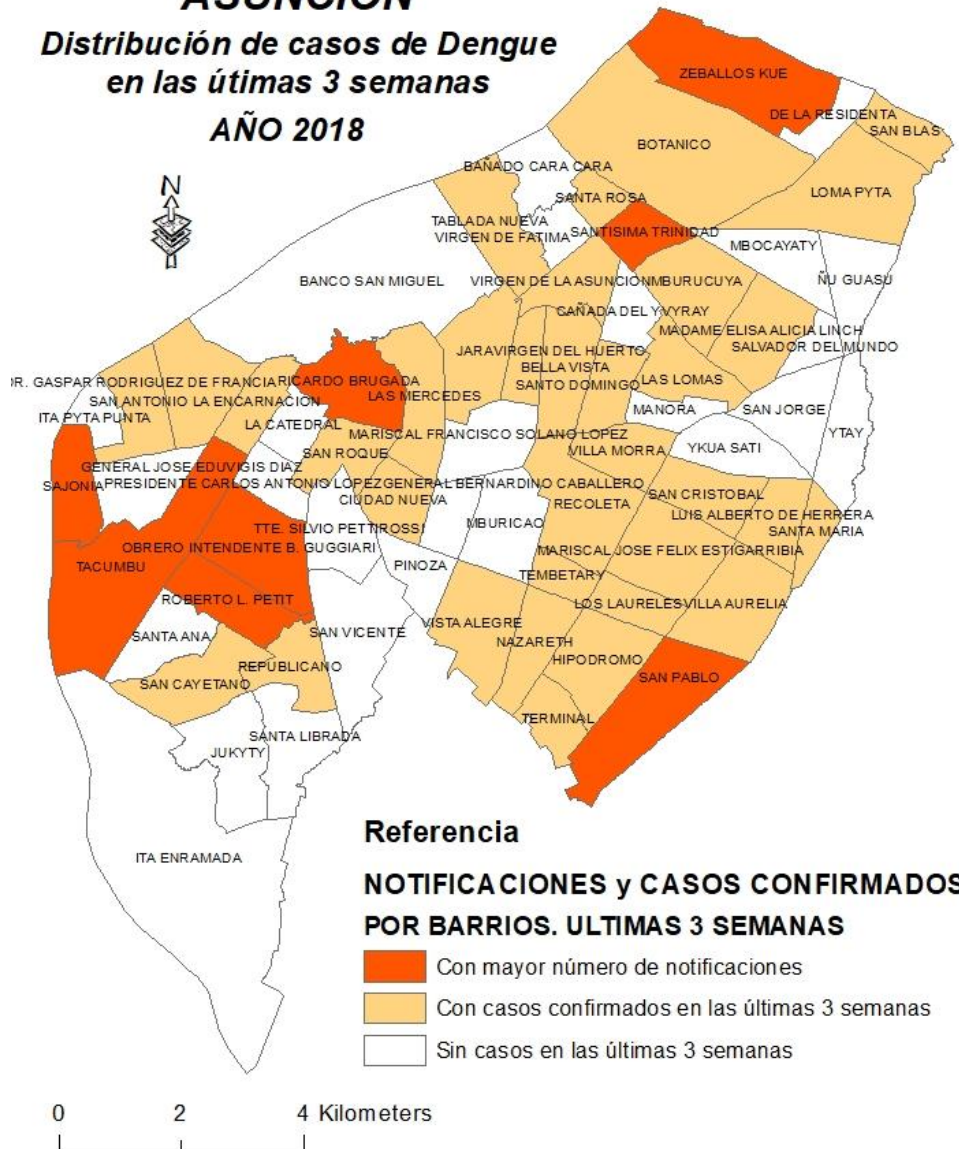 ASUNCION
Distribución de casos de Dengue
en las útimas 3 semanas
AÑO 2018
N
ZEBALLOS KUE
DE LA RESIDENTA
SAN BLAS
BOTANICO
BAÑADO CARA CARA
LOMA PYTA
SANTA ROSA
TABLADA NUEVA
VIRGEN DE FATIMA
SANTISIMA TRINIDAD
MBOCAYATY
BANCO SAN MIGUEL
VIRGEN DE LA ASUNCION
MBURUCUYA
ÑU GUASU
CAÑADA DEL YVYRAY
MADAME ELISA ALICIA LINCH
SALVADOR DEL MUNDO
JARA
VIRGEN DEL HUERTO
BELLA VISTA
SANTO DOMINGO
LAS LOMAS
DR. GASPAR RODRIGUEZ DE FRANCIA
RICARDO BRUGADA
LAS MERCEDES
SAN ANTONIO
LA ENCARNACION
ITA PYTA PUNTA
MANORA
SAN JORGE
LA CATEDRAL
MARISCAL FRANCISCO SOLANO LOPEZ
YTAY
SAN ROQUE
VILLA MORRA
YKUA SATI
GENERAL JOSE EDUVIGIS DIAZ
SAJONIA
PRESIDENTE CARLOS ANTONIO LOPEZ
GENERAL BERNARDINO CABALLERO
CIUDAD NUEVA
RECOLETA
SAN CRISTOBAL
LUIS ALBERTO DE HERRERA
SANTA MARIA
TTE. SILVIO PETTIROSSI
MBURICAO
OBRERO INTENDENTE B. GUGGIARI
MARISCAL JOSE FELIX ESTIGARRIBIA
TACUMBU
PINOZA
TEMBETARY
ROBERTO L. PETIT
LOS LAURELES
VILLA AURELIA
SANTA ANA
SAN VICENTE
VISTA ALEGRE
NAZARETH
REPUBLICANO
HIPODROMO
SAN CAYETANO
SAN PABLO
TERMINAL
SANTA LIBRADA
JUKYTY
ITA ENRAMADA
Referencia
NOTIFICACIONES y CASOS CONFIRMADOS
POR BARRIOS. ULTIMAS 3 SEMANAS
Con mayor número de notificaciones
Con casos confirmados en las últimas 3 semanas
Sin casos en las últimas 3 semanas
0 2 4 Kilometers